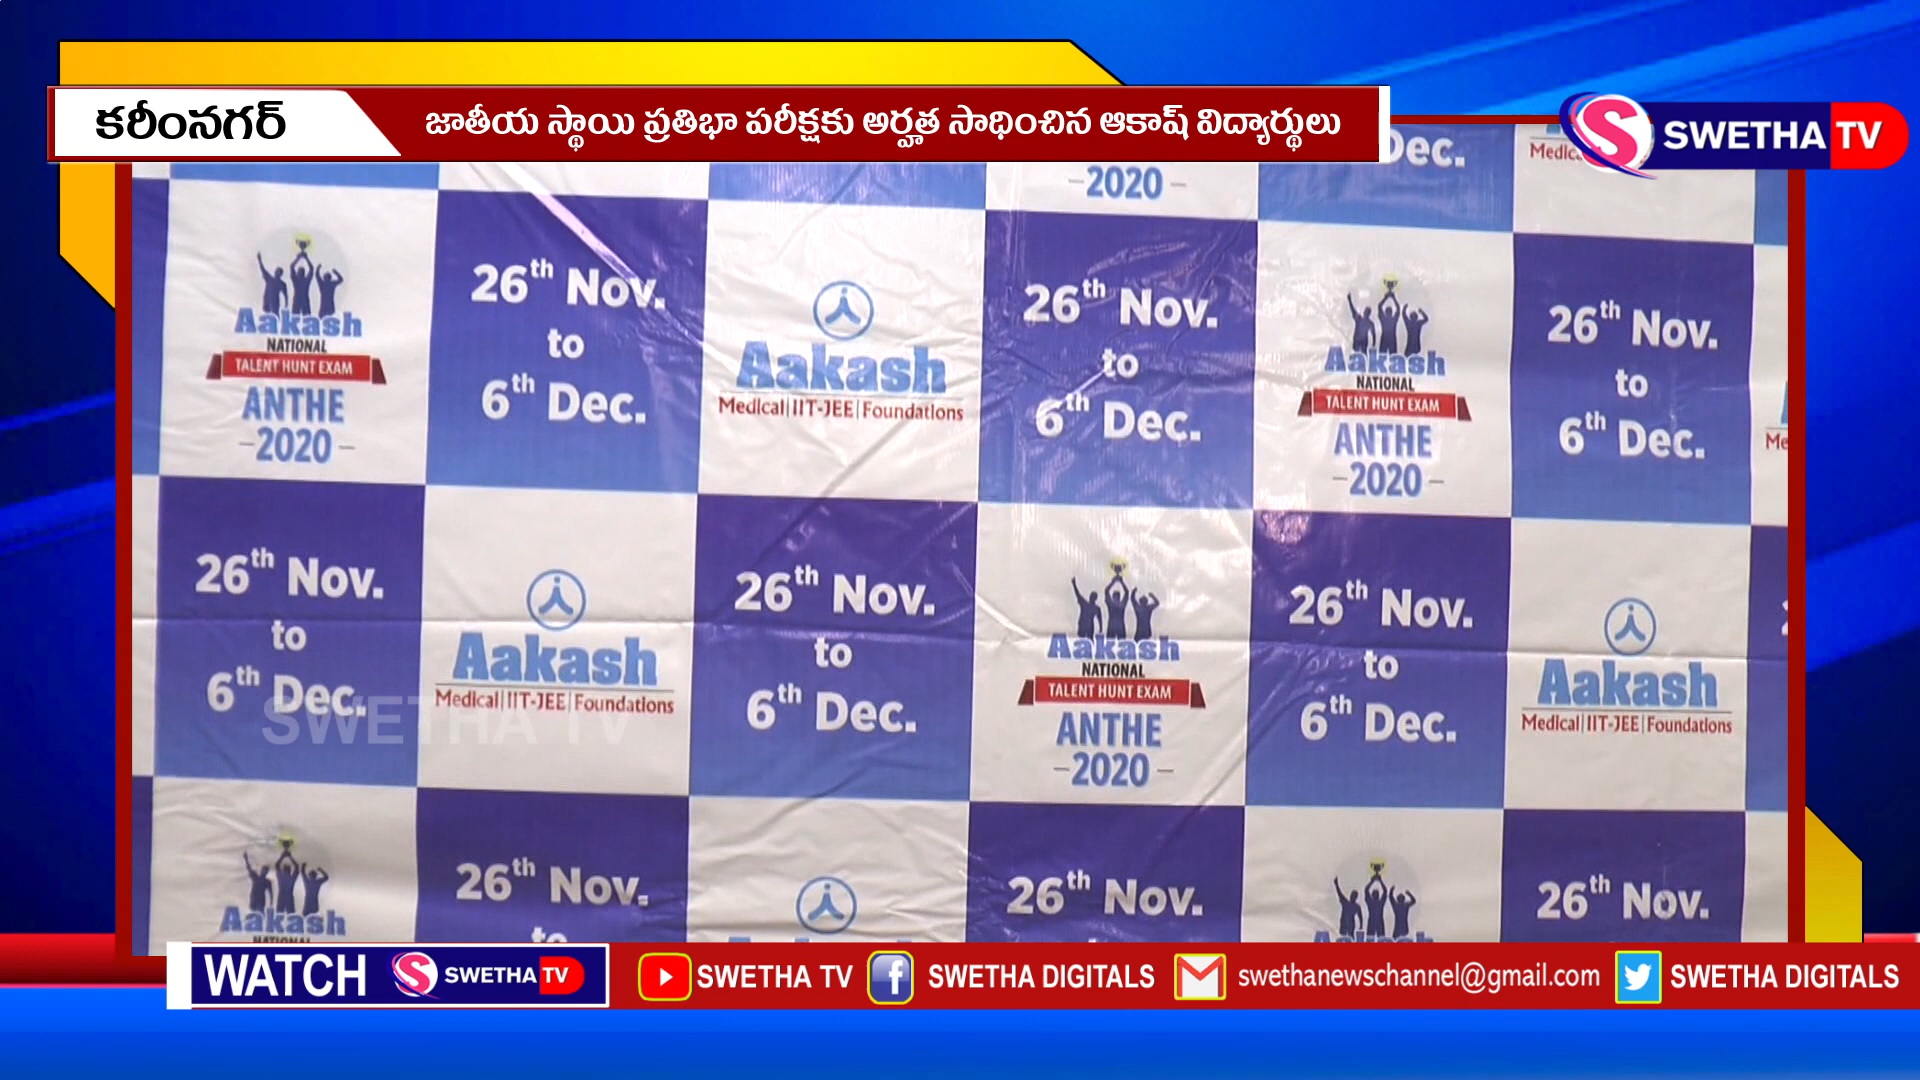 కరీంనగర్
జాతీయ స్థాయి ప్రతిభా పరీక్షకు అర్హత సాధించిన ఆకాష్ విద్యార్థులు
SWETHA TV
Dec.
Medic
-2020-
Aakash
NATIONAL
TALENT HUNT EXAM
ANTHE
-2020-
26th Nov.
to
6th Dec.
Aakash
Medical|IIT-JEE|Foundations
26th Nov.
to
6th Dec.
Aakash
NATIONAL
TALENT HUNT EXAM
ANTHE
-2020-
26th Nov.
to
6th Dec.
Me
26th Nov.
to
6th Dec.
Aakash
Medical|IIT-JEE|Foundations
26th Nov.
to
6th Dec.
Aakash
NATIONAL
TALENT HUNT EXAM
ANTHE
-2020-
26th Nov.
to
6th Dec.
Aakash
Medical|IIT-JEE|Foundations
SWETHA TV
Aakash
26th Nov.
to
26th Nov.
26th Nov.
WATCH SWETHA TV
SWETHA TV
SWETHA DIGITALS
swethanewschannel@gmail.com
SWETHA DIGITALS